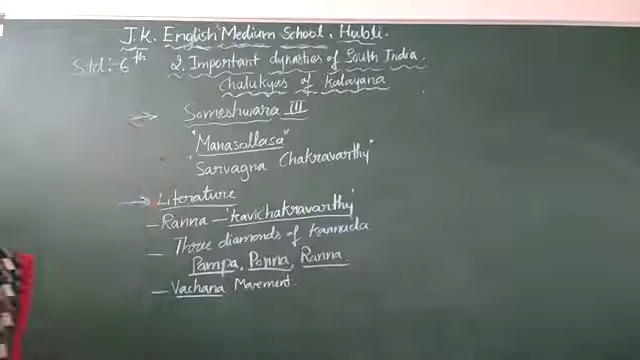 J.K. English Medium School, Hubli.
Std:- 6th 2. Important dynasties of South India.
Chalukyas of Kalayana
Someshwara III
"Manasollasa"
"Sarvagna Chakravarthy"
Literature
- Ranna - 'Kavichakravarthy'
- Three diamonds of Kannada
Pampa, Ponna, Ranna
- Vachana Movement.